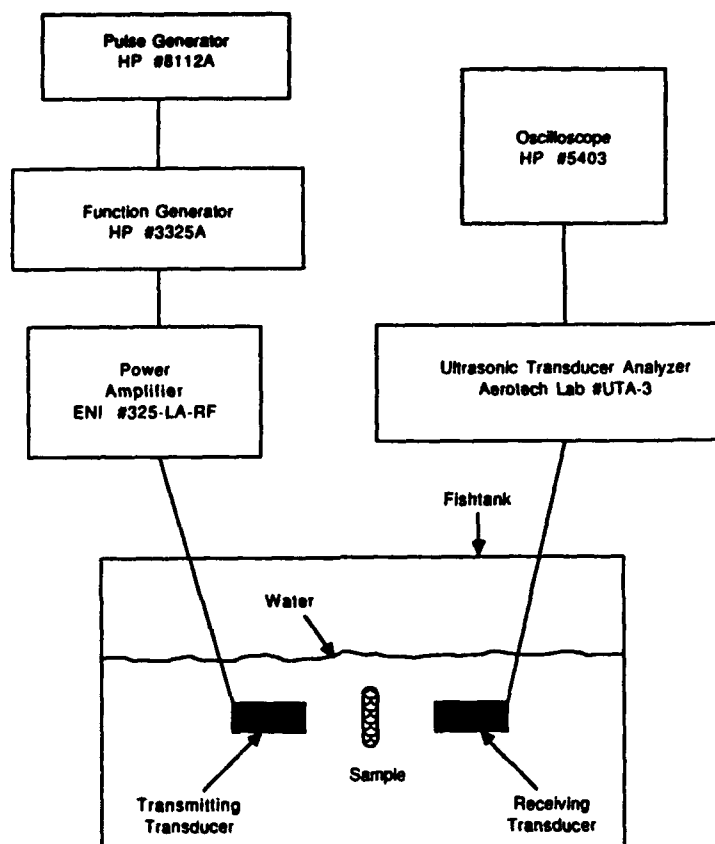 Pulse Generator
HP #8112A
Oscilloscope
HP #5403
Function Generator
HP #3325A
Power
Amplifier
ENI #325-LA-RF
Ultrasonic Transducer Analyzer
Aerotech Lab #UTA-3
Fishtank
Water
Sample
Transmitting
Transducer
Receiving
Transducer